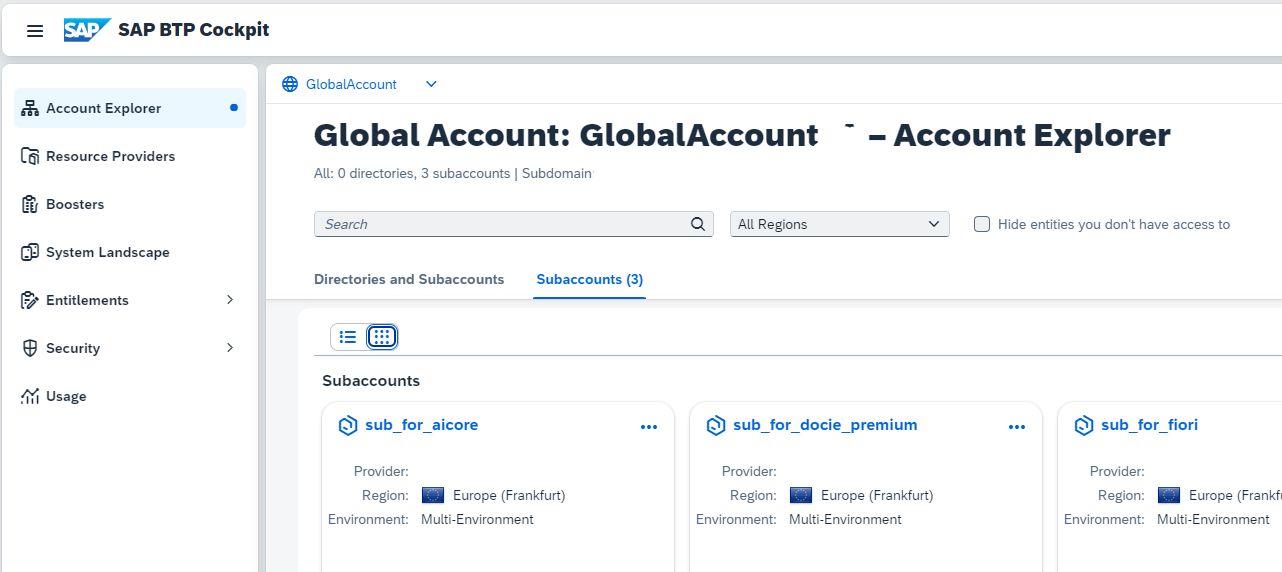 SAP SAP BTP Cockpit
GlobalAccount
Account Explorer
Resource Providers
Boosters
System Landscape
Entitlements
Security
Usage
Global Account: GlobalAccount – Account Explorer
All: 0 directories, 3 subaccounts | Subdomain
Search
All Regions
Hide entities you don't have access to
Directories and Subaccounts
Subaccounts (3)
Subaccounts
sub_for_aicore
Provider:
Region: Europe (Frankfurt)
Environment: Multi-Environment
sub_for_docie_premium
Provider:
Region: Europe (Frankfurt)
Environment: Multi-Environment
sub_for_fiori
Provider:
Region: Europe (Frankf
Environment: Multi-Environment